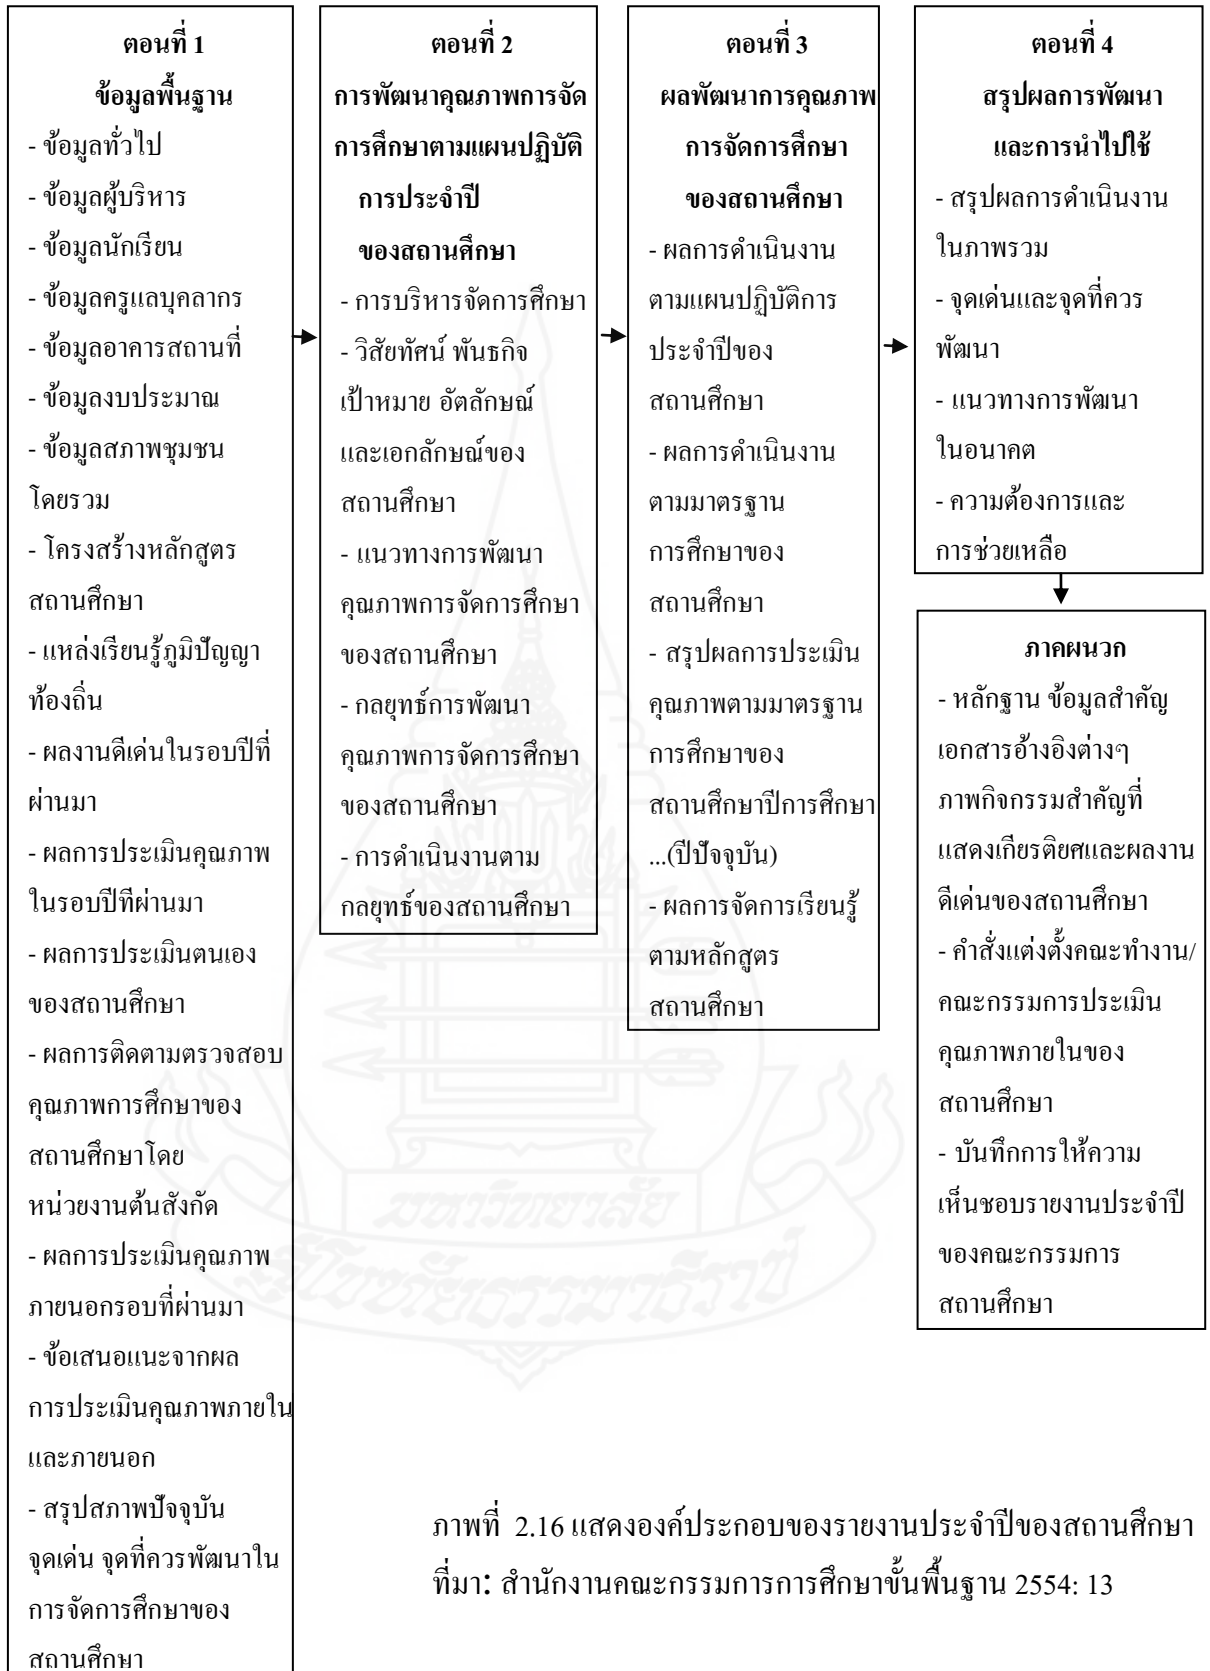 ตอนที่ 1
ข้อมูลพื้นฐาน
- ข้อมูลทั่วไป
- ข้อมูลผู้บริหาร
- ข้อมูลนักเรียน
- ข้อมูลครูแลบุคลากร
- ข้อมูลอาคารสถานที่
- ข้อมูลงบประมาณ
- ข้อมูลสภาพชุมชน
โดยรวม
- โครงสร้างหลักสูตร
สถานศึกษา
- แหล่งเรียนรู้ภูมิปัญญา
ท้องถิ่น
- ผลงานดีเด่นในรอบปีที่
ผ่านมา
- ผลการประเมินคุณภาพ
ในรอบปีทีผ่านมา
- ผลการประเมินตนเอง
ของสถานศึกษา
- ผลการติดตามตรวจสอบ
คุณภาพการศึกษาของ
สถานศึกษาโดย
หน่วยงานต้นสังกัด
- ผลการประเมินคุณภาพ
ภายนอกรอบที่ผ่านมา
- ข้อเสนอแนะจากผล
การประเมินคุณภาพภายใน
และภายนอก
- สรุปสภาพปัจจุบัน
จุดเด่น จุดที่ควรพัฒนาใน
การจัดการศึกษาของ
สถานศึกษา
ตอนที่ 2
การพัฒนาคุณภาพการจัด
การศึกษาตามแผนปฏิบัติ
การประจำปี
ของสถานศึกษา
- การบริหารจัดการศึกษา
- วิสัยทัศน์ พันธกิจ
เป้าหมาย อัตลักษณ์
และเอกลักษณ์ของ
สถานศึกษา
- แนวทางการพัฒนา
คุณภาพการจัดการศึกษา
ของสถานศึกษา
- กลยุทธ์การพัฒนา
คุณภาพการจัดการศึกษา
ของสถานศึกษา
- การดำเนินงานตาม
กลยุทธ์ของสถานศึกษา
ตอนที่ 3
ผลพัฒนาการคุณภาพ
การจัดการศึกษา
ของสถานศึกษา
- ผลการดำเนินงาน
ตามแผนปฏิบัติการ
ประจำปีของ
สถานศึกษา
- ผลการดำเนินงาน
ตามมาตรฐาน
การศึกษาของ
สถานศึกษา
- สรุปผลการประเมิน
คุณภาพตามมาตรฐาน
การศึกษาของ
สถานศึกษาปีการศึกษา
...(ปีปัจจุบัน)
- ผลการจัดการเรียนรู้
ตามหลักสูตร
สถานศึกษา
ตอนที่ 4
สรุปผลการพัฒนา
และการนำไปใช้
- สรุปผลการดำเนินงาน
ในภาพรวม
- จุดเด่นและจุดที่ควร
พัฒนา
- แนวทางการพัฒนา
ในอนาคต
- ความต้องการและ
การช่วยเหลือ
ภาคผนวก
- หลักฐาน ข้อมูลสำคัญ
เอกสารอ้างอิงต่างๆ
ภาพกิจกรรมสำคัญที่
แสดงเกียรติยศและผลงาน
ดีเด่นของสถานศึกษา
- คำสั่งแต่งตั้งคณะทำงาน/
คณะกรรมการประเมิน
คุณภาพภายในของ
สถานศึกษา
- บันทึกการให้ความ
เห็นชอบรายงานประจำปี
ของคณะกรรมการ
สถานศึกษา
มหาวิทยาลัย
สุโขทัยธรรมาธิราช
ภาพที่ 2.16 แสดงองค์ประกอบของรายงานประจำปีของสถานศึกษา
ที่มา: สำนักงานคณะกรรมการการศึกษาขั้นพื้นฐาน 2554: 13